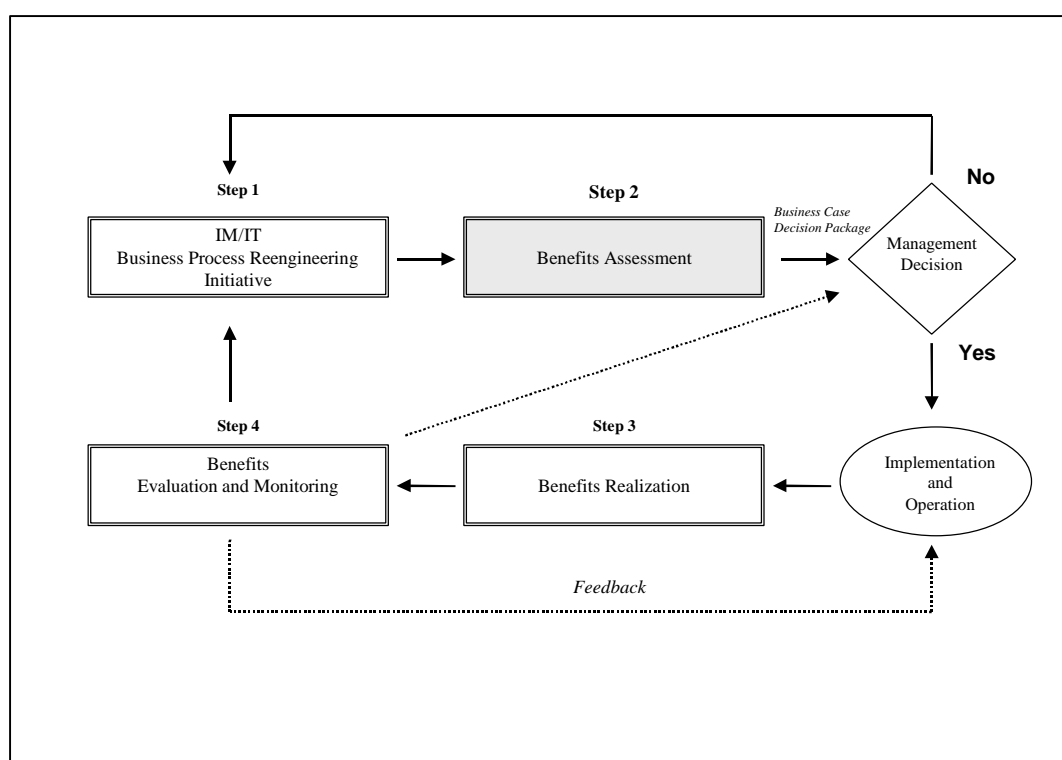 Step 1
Step 2
No
IM/IT
Business Process Reengineering
Initiative
Benefits Assessment
Business Case
Decision Package
Management
Decision
Yes
Step 4
Step 3
Benefits
Evaluation and Monitoring
Benefits Realization
Implementation
and
Operation
Feedback